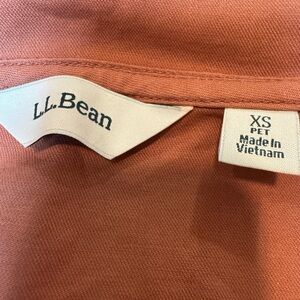 L.L.Bean
XS
PET
Made In
Vietnam